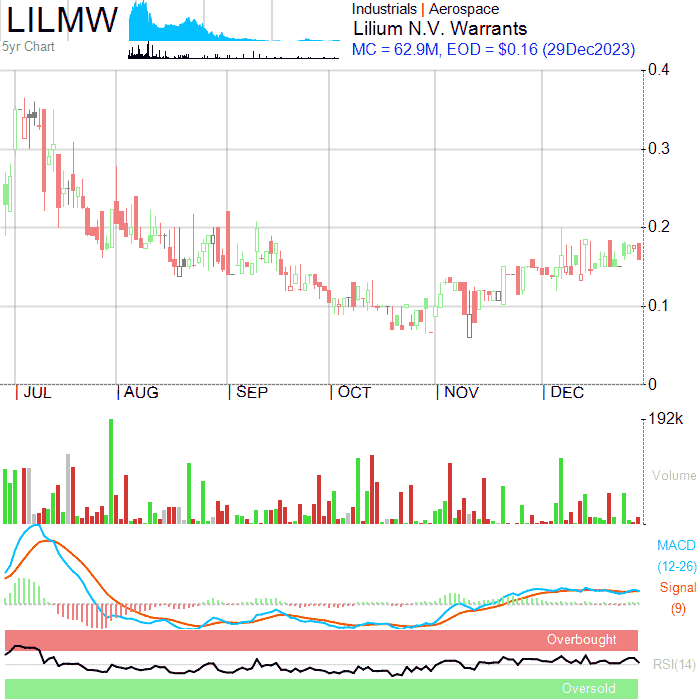 LILMW
5yr Chart
Industrials | Aerospace
Lilium N.V. Warrants
MC = 62.9M, EOD = $0.16 (29Dec2023)
0.4
0.3
0.2
0.1
0
JUL AUG SEP OCT NOV DEC
192k
Volume
MACD
(12-26)
Signal
(9)
Overbought
RSI(14)
Oversold